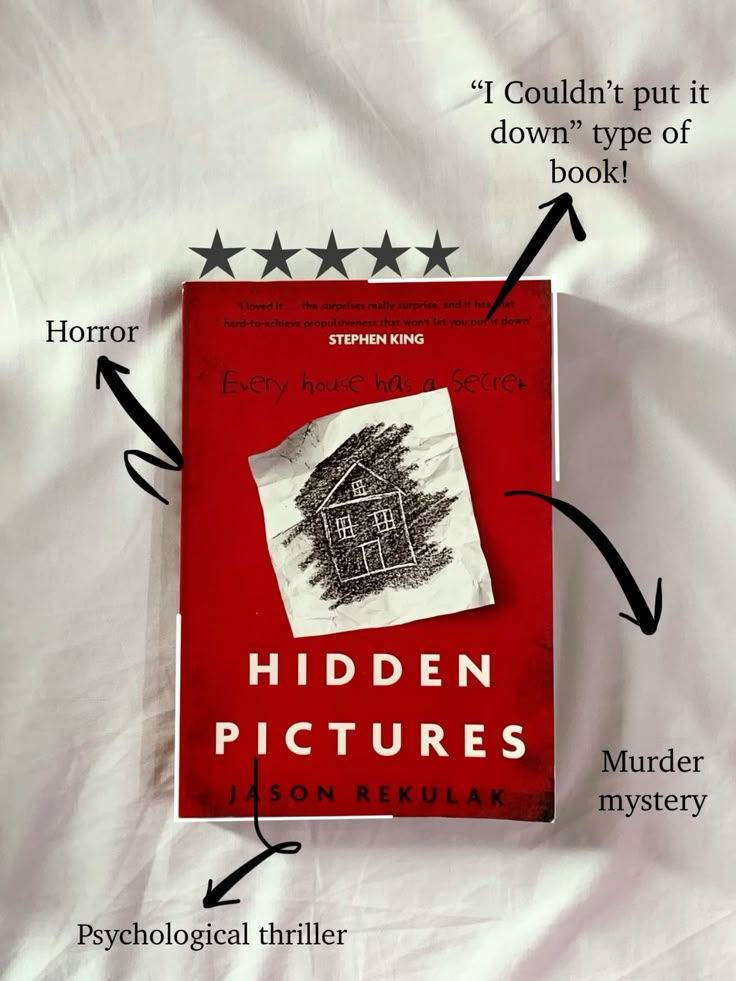 “I Couldn’t put it
down” type of
book!
Horror
'I loved it . . . the surprises really surprise, and it has that
hard-to-achieve propulsiveness that won't let you put it down'
STEPHEN KING
Every house has a Secret
HIDDEN
PICTURES
JASON REKULAK
Murder
mystery
Psychological thriller